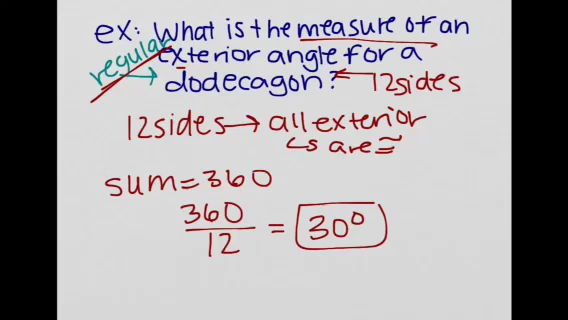 ex: What is the measure of an
regular exterior angle for a
dodecagon? 12sides
12sides → all exterior
∠s are ≅
sum=360
360
12 = 30°